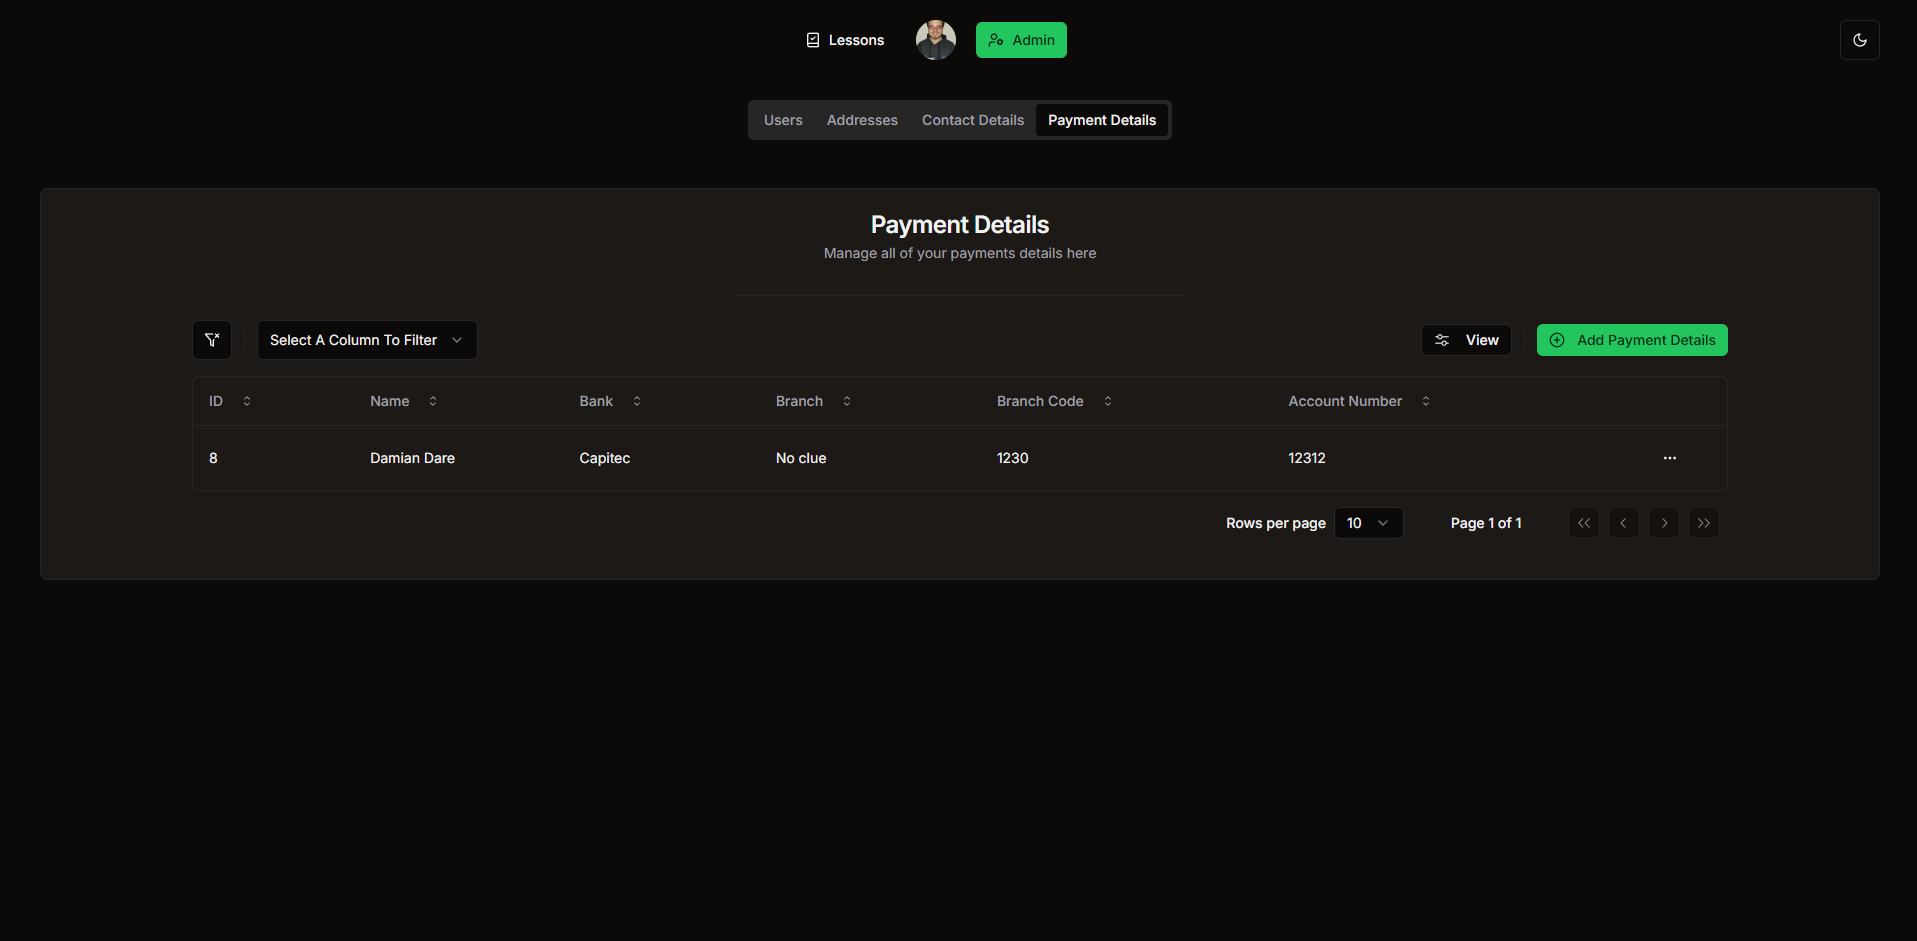 Lessons Admin
Users Addresses Contact Details Payment Details
Payment Details
Manage all of your payments details here
Select A Column To Filter View Add Payment Details
ID Name Bank Branch Branch Code Account Number
8 Damian Dare Capitec No clue 1230 12312
Rows per page 10 Page 1 of 1